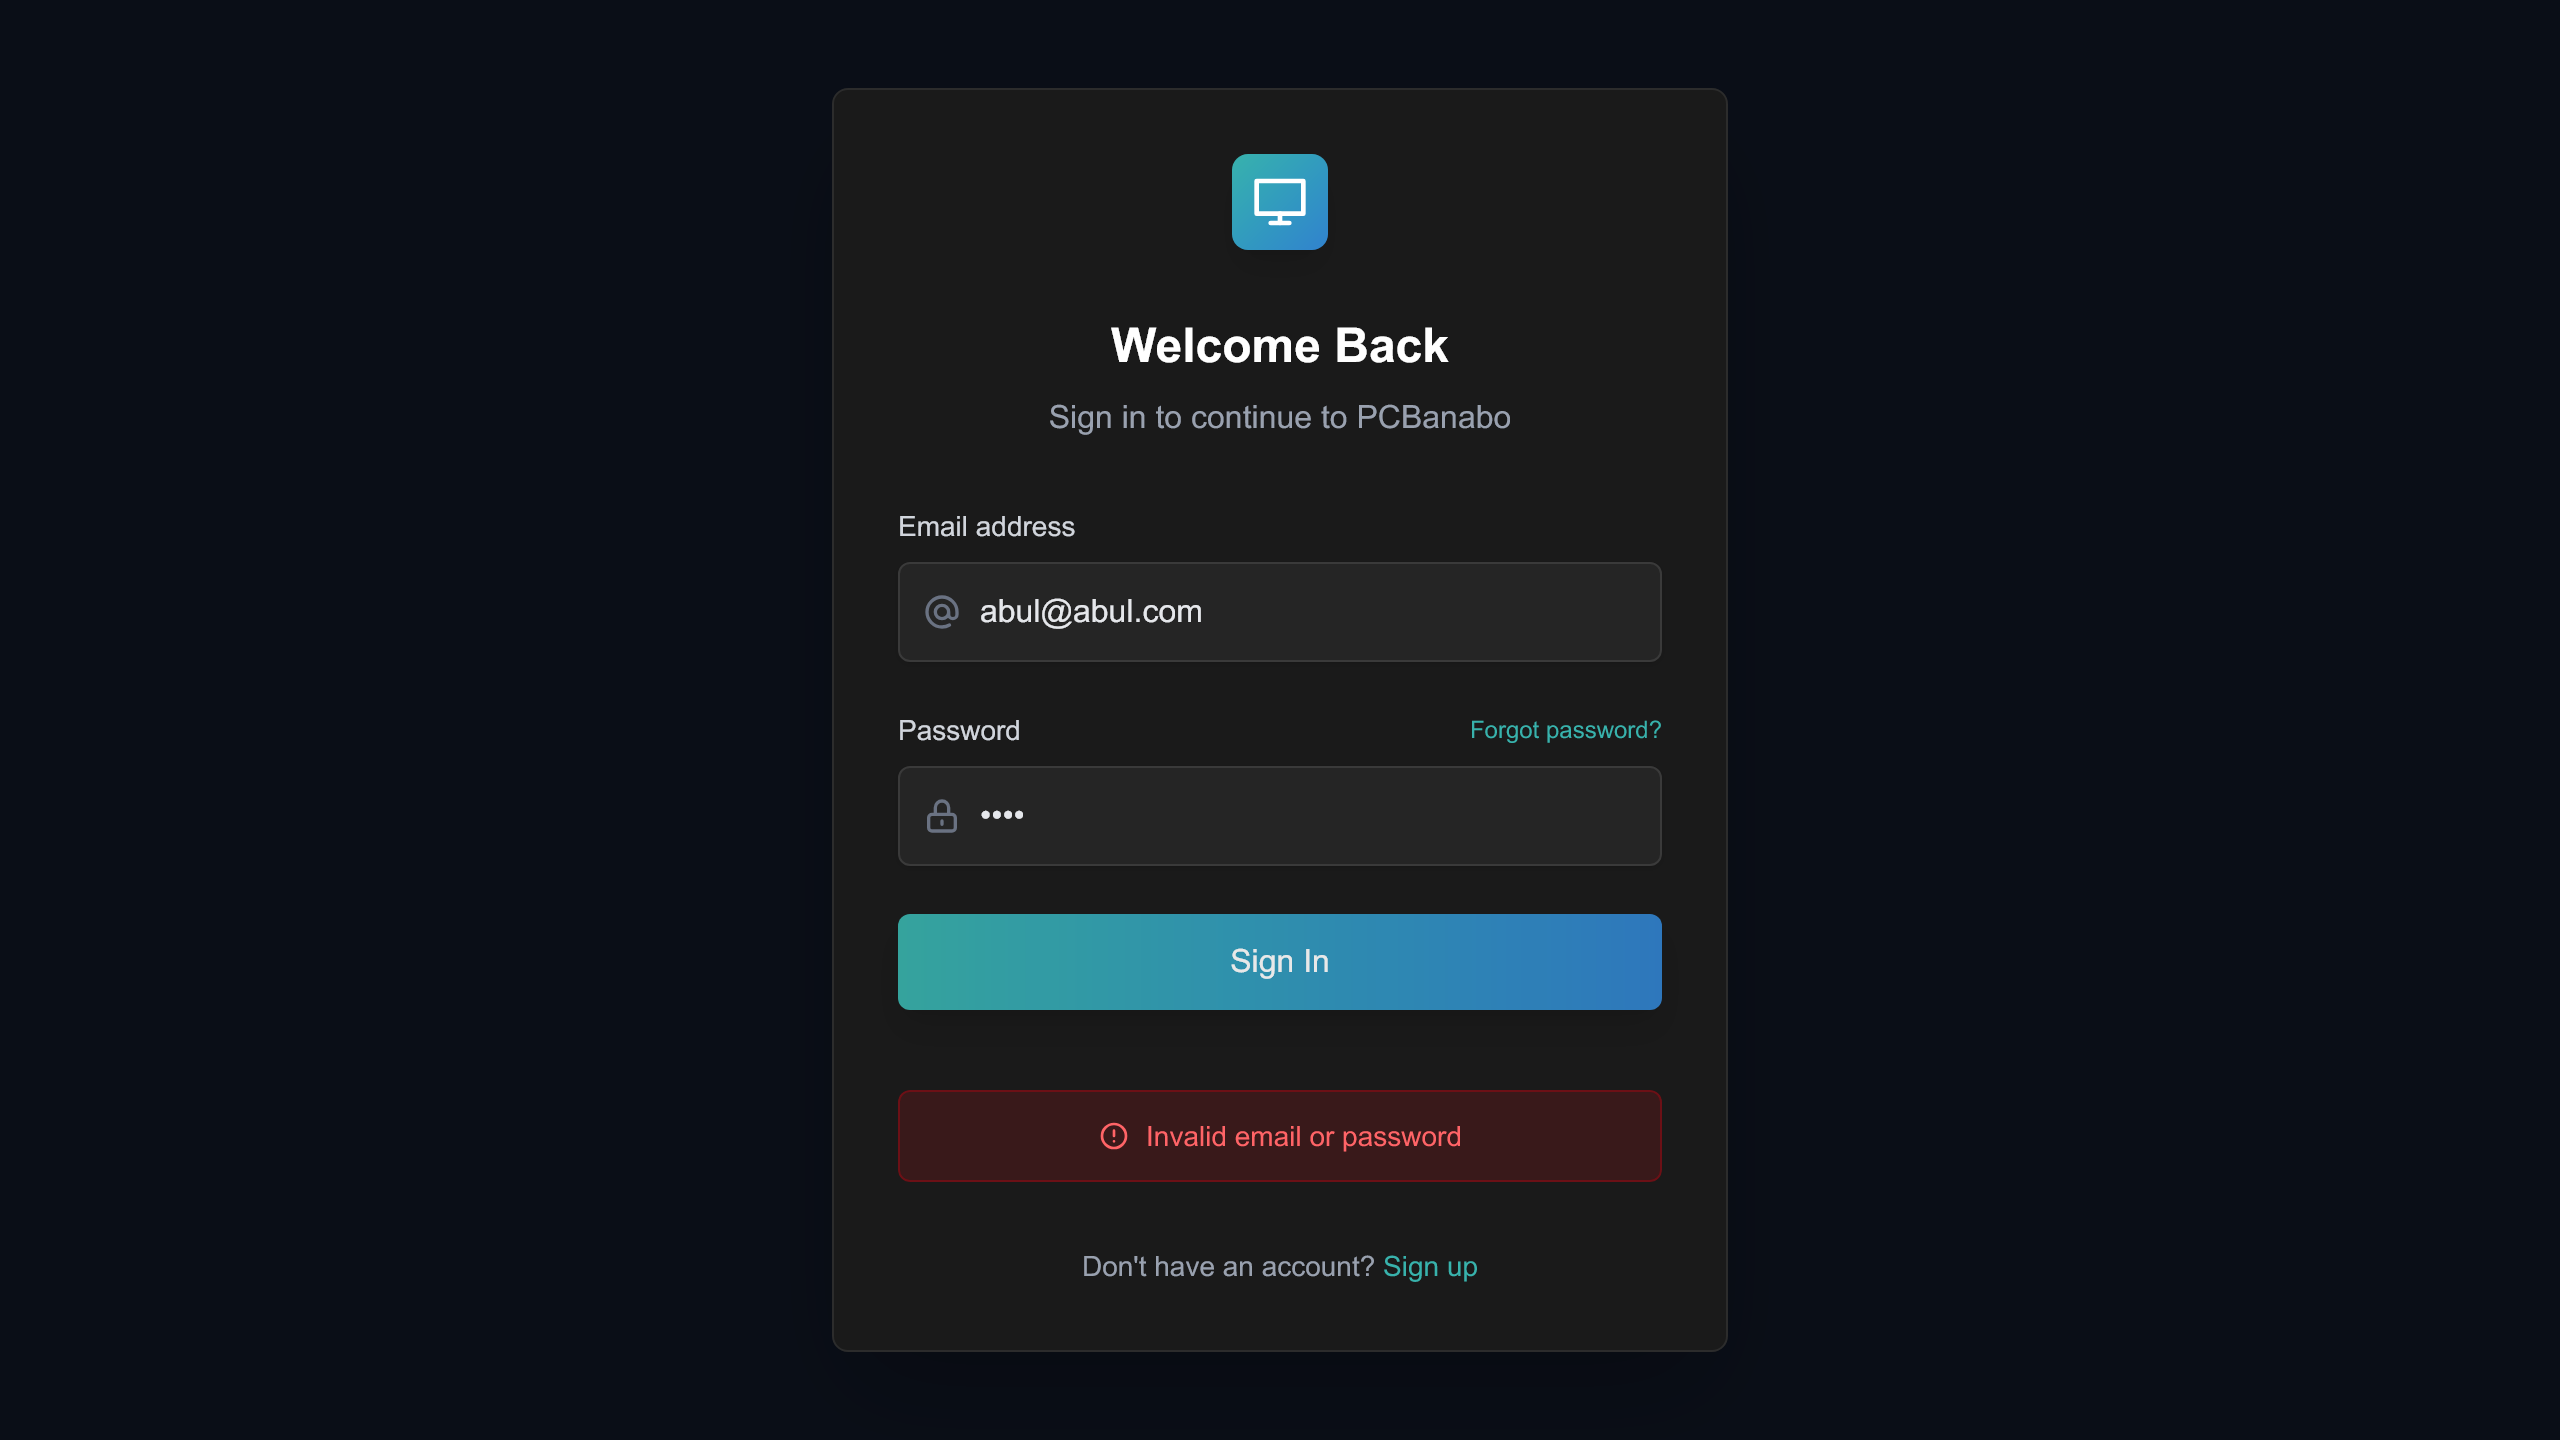 Welcome Back
Sign in to continue to PCBanabo
Email address
abul@abul.com
Password Forgot password?
••••
Sign In
Invalid email or password
Don't have an account? Sign up